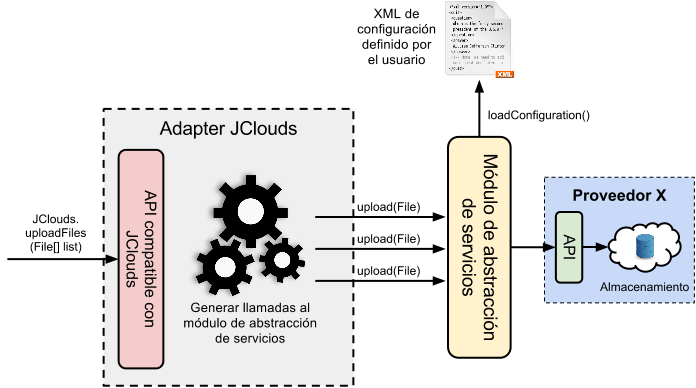 XML de
configuración
definido por
el usuario
<question>
<answer>
XML
loadConfiguration()
Adapter JClouds
API compatible con
JClouds
JClouds.
uploadFiles
(File[] list)
Generar llamadas al
módulo de abstracción
de servicios
upload(File)
upload(File)
upload(File)
Módulo de abstracción
de servicios
Proveedor X
API
Almacenamiento